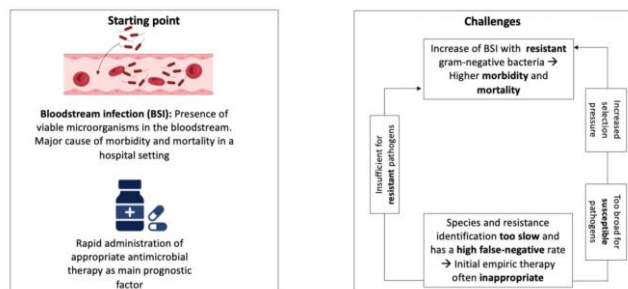 Starting point
Bloodstream infection (BSI): Presence of
viable microorganisms in the bloodstream.
Major cause of morbidity and mortality in a
hospital setting
Rapid administration of
appropriate antimicrobial
therapy as main prognostic
factor
Challenges
Increase of BSI with resistant
gram-negative bacteria →
Higher morbidity and
mortality
Insufficient for
resistant pathogens
Increased
selection
pressure
Too broad for
susceptible
pathogens
Species and resistance
identification too slow and
has a high false-negative rate
→ Initial empiric therapy
often inappropriate